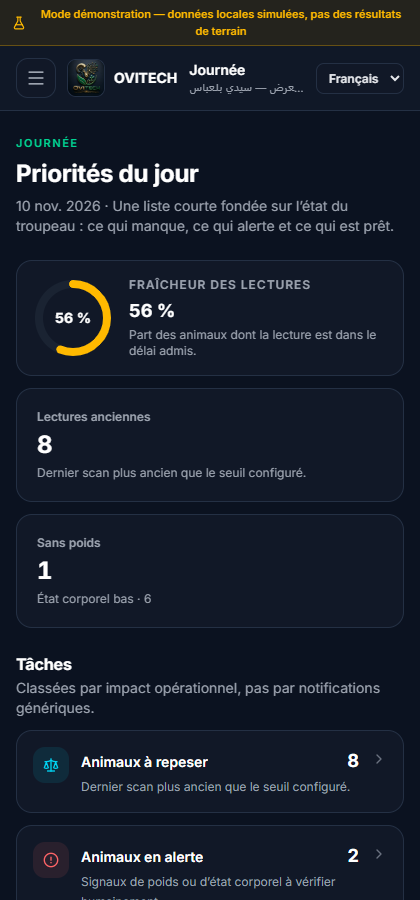 Mode démonstration — données locales simulées, pas des résultats
de terrain
OVITECH
Journée
Français
…عرض — سيدي بلعباس
JOURNÉE
Priorités du jour
10 nov. 2026 · Une liste courte fondée sur l’état du
troupeau : ce qui manque, ce qui alerte et ce qui est prêt.
56 %
FRAÎCHEUR DES LECTURES
56 %
Part des animaux dont la lecture est dans le
délai admis.
Lectures anciennes
8
Dernier scan plus ancien que le seuil configuré.
Sans poids
1
État corporel bas · 6
Tâches
Classées par impact opérationnel, pas par notifications
génériques.
Animaux à repeser
8
Dernier scan plus ancien que le seuil configuré.
Animaux en alerte
2
Signaux de poids ou d’état corporel à vérifier
humainement